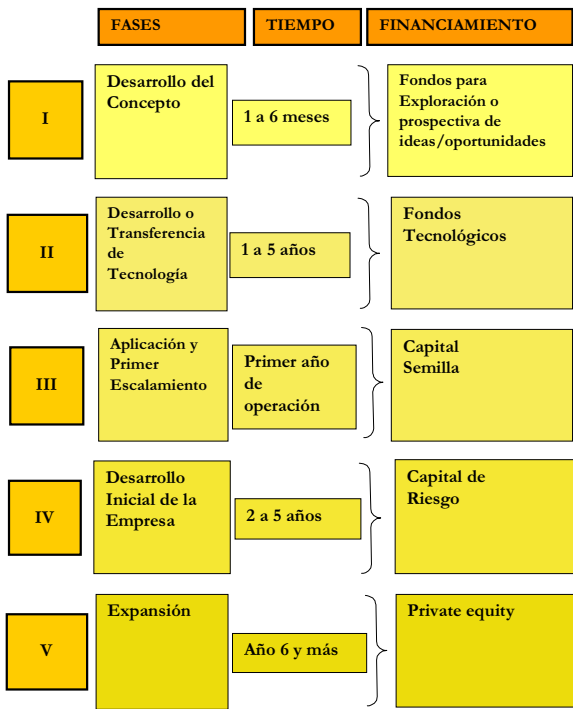 FASES
TIEMPO
FINANCIAMIENTO
I
Desarrollo del
Concepto
1 a 6 meses
Fondos para
Exploración o
prospectiva de
ideas/oportunidades
II
Desarrollo o
Transferencia
de
Tecnología
1 a 5 años
Fondos
Tecnológicos
III
Aplicación y
Primer
Escalamiento
Primer año
de
operación
Capital
Semilla
IV
Desarrollo
Inicial de la
Empresa
2 a 5 años
Capital de
Riesgo
V
Expansión
Año 6 y más
Private equity